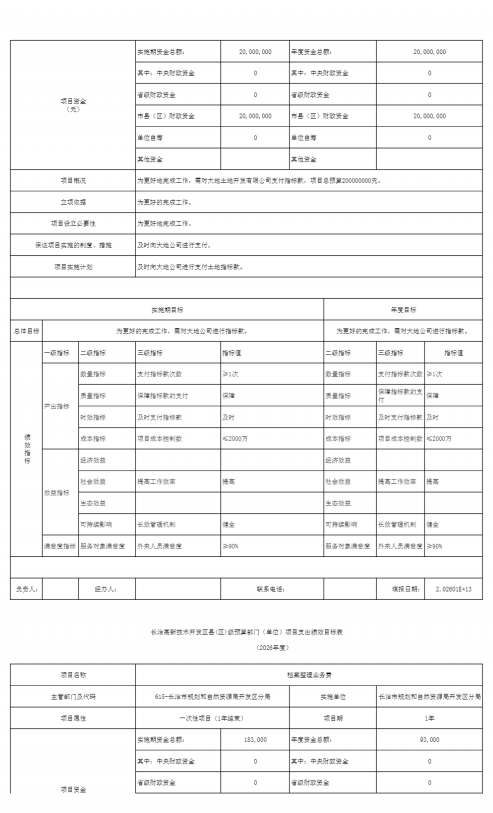 实施期资金总额： 20,000,000 年度资金总额： 20,000,000
其中：中央财政资金 0 其中：中央财政资金 0
省级财政资金 0 省级财政资金 0
项目资金
（元）
市县（区）财政资金 20,000,000 市县（区）财政资金 20,000,000
单位自筹 0 单位自筹 0
其他资金 其他资金
项目概况 为更好地完成工作，需对大地土地开发有限公司支付指标款，项目总预算200000000元。
立项依据 为更好的完成工作。
项目设立必要性 为更好地完成工作。
保证项目实施的制度、措施 及时向大地公司进行支付。
项目实施计划 及时向大地公司进行支付土地指标款。
实施期目标 年度目标
总体目标 为更好的完成工作，需对大地公司进行指标款。 为更好的完成工作，需对大地公司进行指标款。
绩效指标
一级指标 二级指标 三级指标 指标值 二级指标 三级指标 指标值
产出指标
数量指标 支付指标款次数 ≥1次 数量指标 支付指标款次数 ≥1次
质量指标 保障指标款的支付 保障 质量指标 保障指标款的支付 保障
时效指标 及时支付指标款 及时 时效指标 及时支付指标款 及时
成本指标 项目成本控制数 ≤2000万 成本指标 项目成本控制数 ≤2000万
效益指标
经济效益 经济效益
社会效益 提高工作效率 提高 社会效益 提高工作效率 提高
生态效益 生态效益
可持续影响 长效管理机制 健全 可持续影响 长效管理机制 健全
满意度指标 服务对象满意度 外来人员满意度 ≥90% 服务对象满意度 外来人员满意度 ≥90%
负责人： 经办人： 联系电话： 填报日期： 2.02601E+13
长治高新技术开发区县(区)级预算部门（单位）项目支出绩效目标表
（2026年度）
项目名称 档案整理业务费
主管部门及代码 615-长治市规划和自然资源局开发区分局 实施单位 长治市规划和自然资源局开发区分局
项目属性 一次性项目（1年结束） 项目期 1年
实施期资金总额： 183,000 年度资金总额： 93,000
其中：中央财政资金 0 其中：中央财政资金 0
省级财政资金 0 省级财政资金 0
项目资金